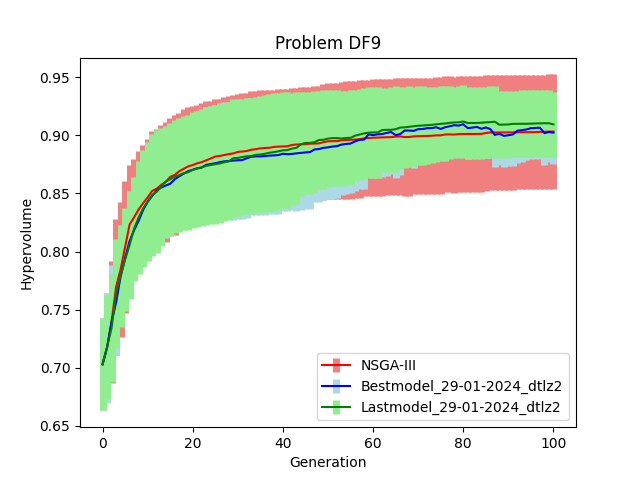 Problem DF9
Hypervolume
0.95
0.90
0.85
0.80
0.75
0.70
0.65
0
20
40
60
80
100
Generation
NSGA-III
Bestmodel_29-01-2024_dtlz2
Lastmodel_29-01-2024_dtlz2